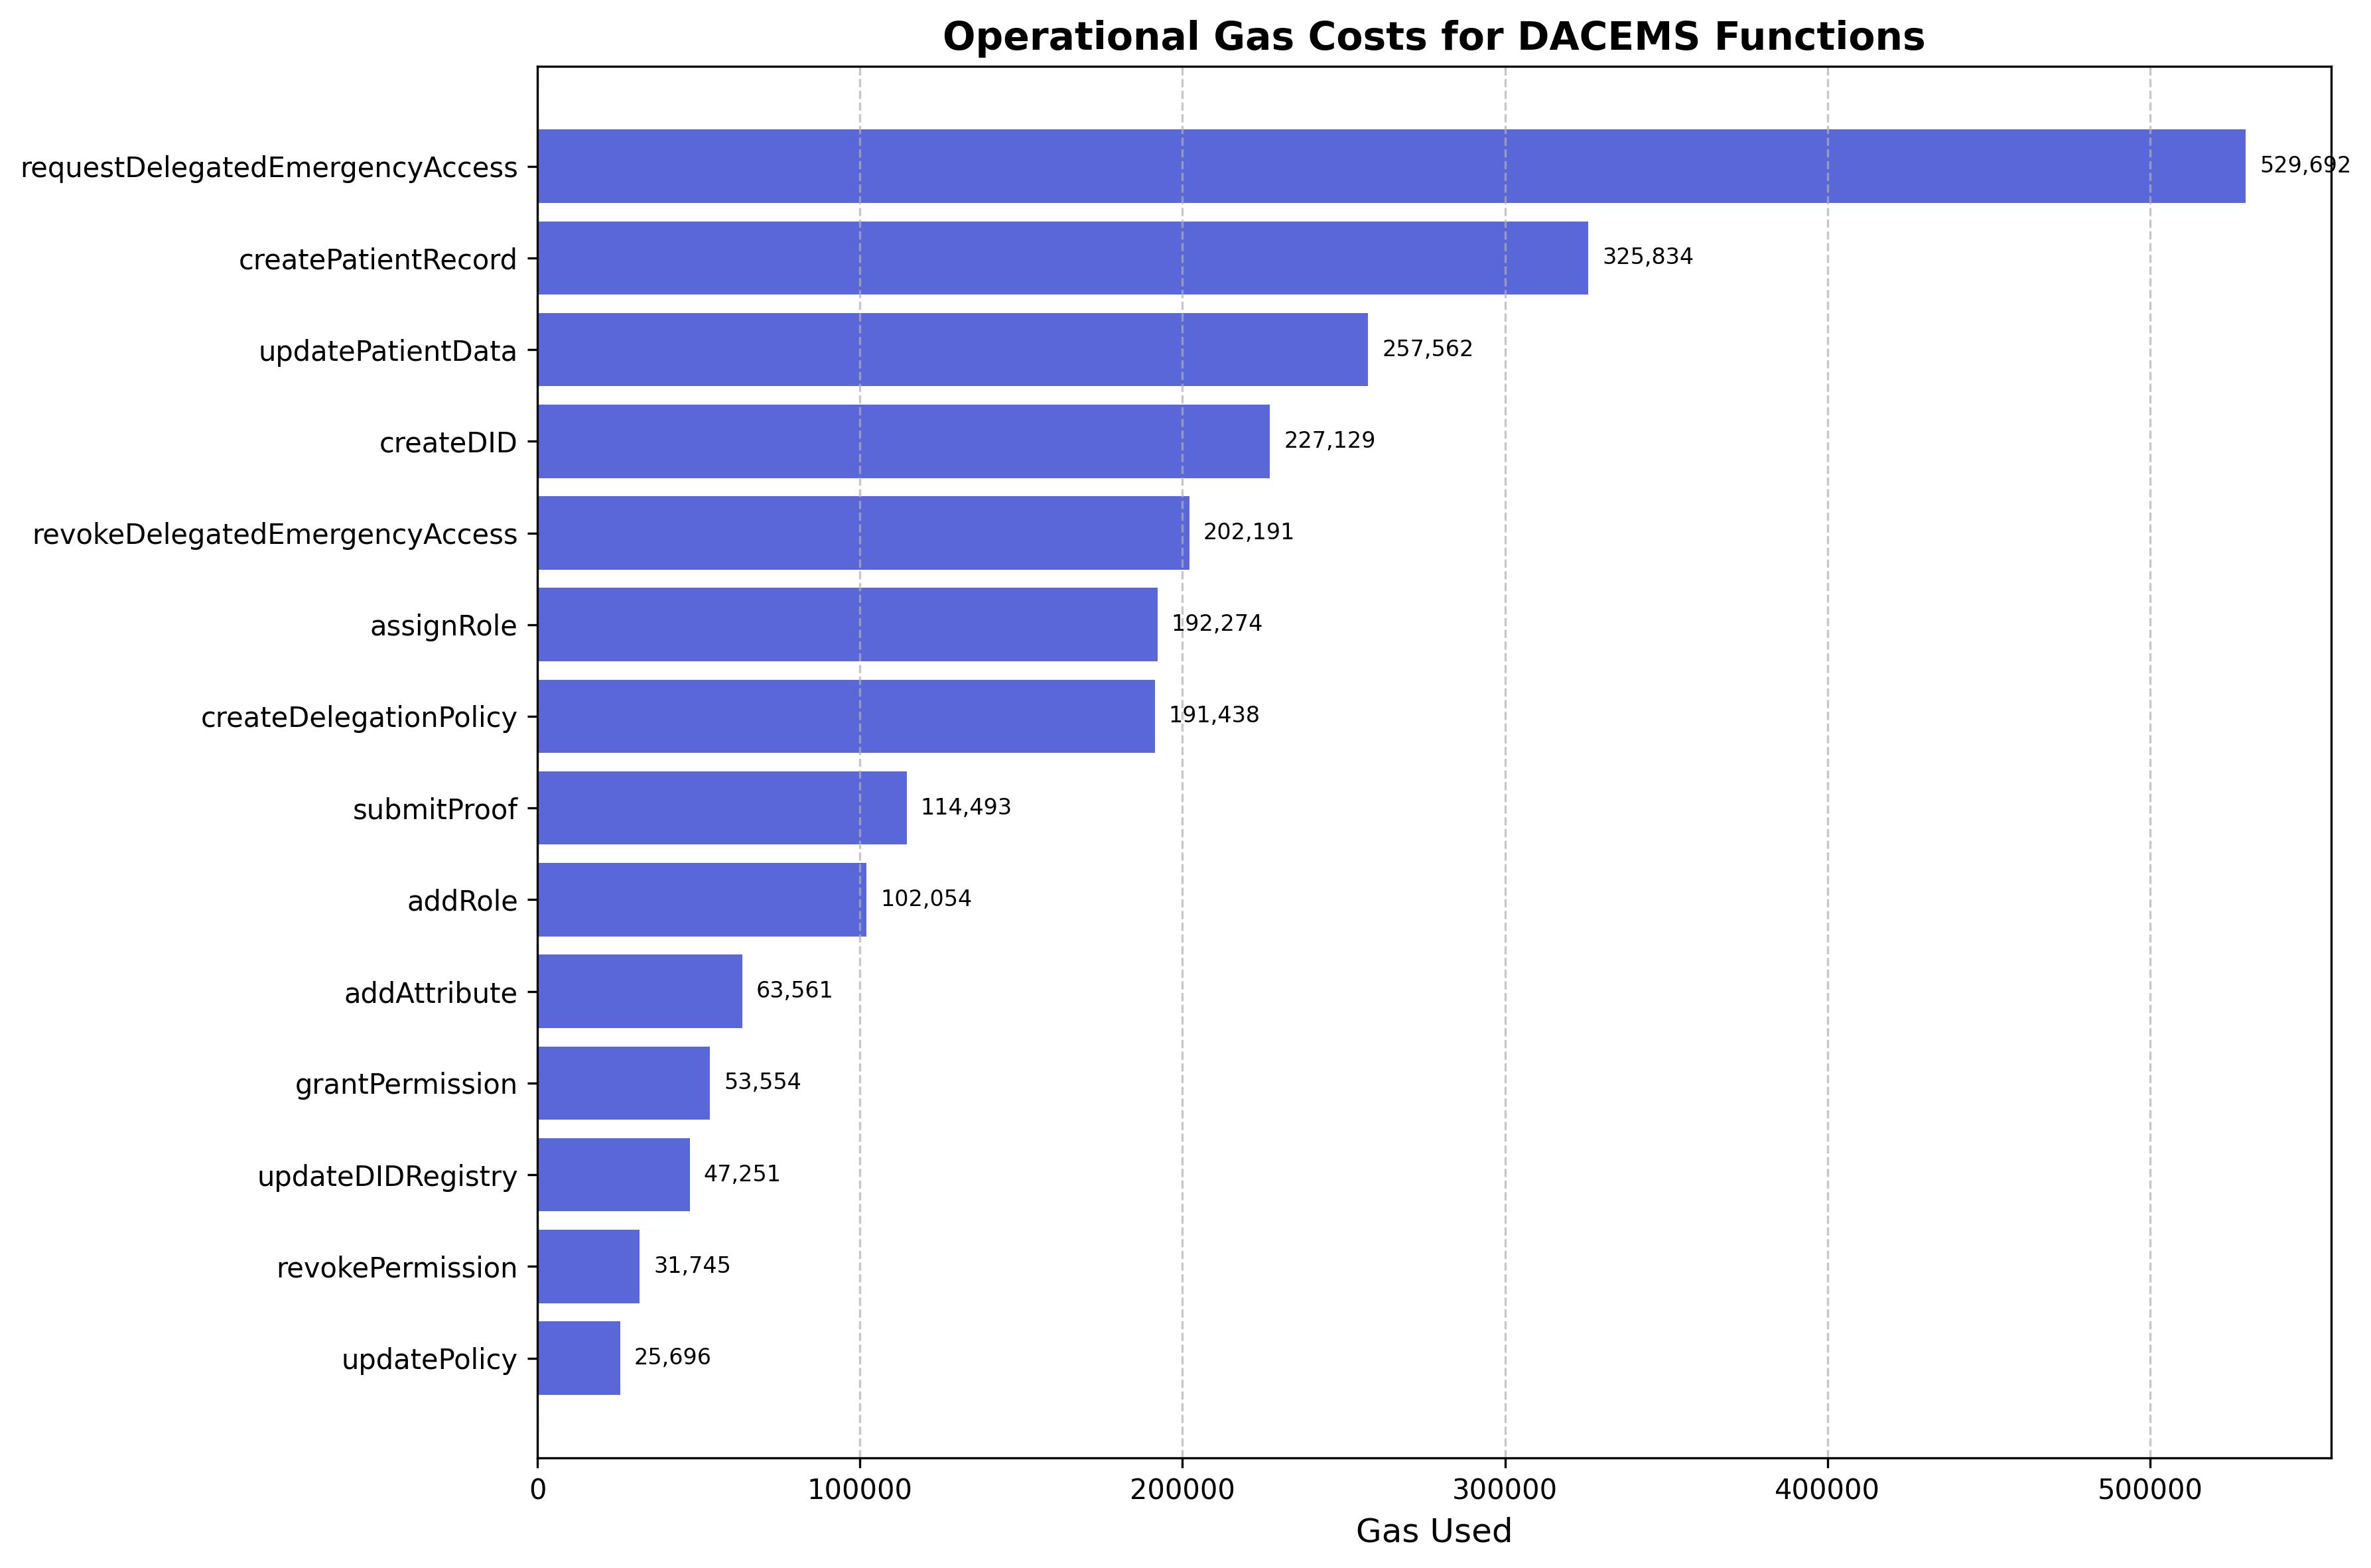 Operational Gas Costs for DACEMS Functions
requestDelegatedEmergencyAccess 529,692
createPatientRecord 325,834
updatePatientData 257,562
createDID 227,129
revokeDelegatedEmergencyAccess 202,191
assignRole 192,274
createDelegationPolicy 191,438
submitProof 114,493
addRole 102,054
addAttribute 63,561
grantPermission 53,554
updateDIDRegistry 47,251
revokePermission 31,745
updatePolicy 25,696
0 100000 200000 300000 400000 500000
Gas Used